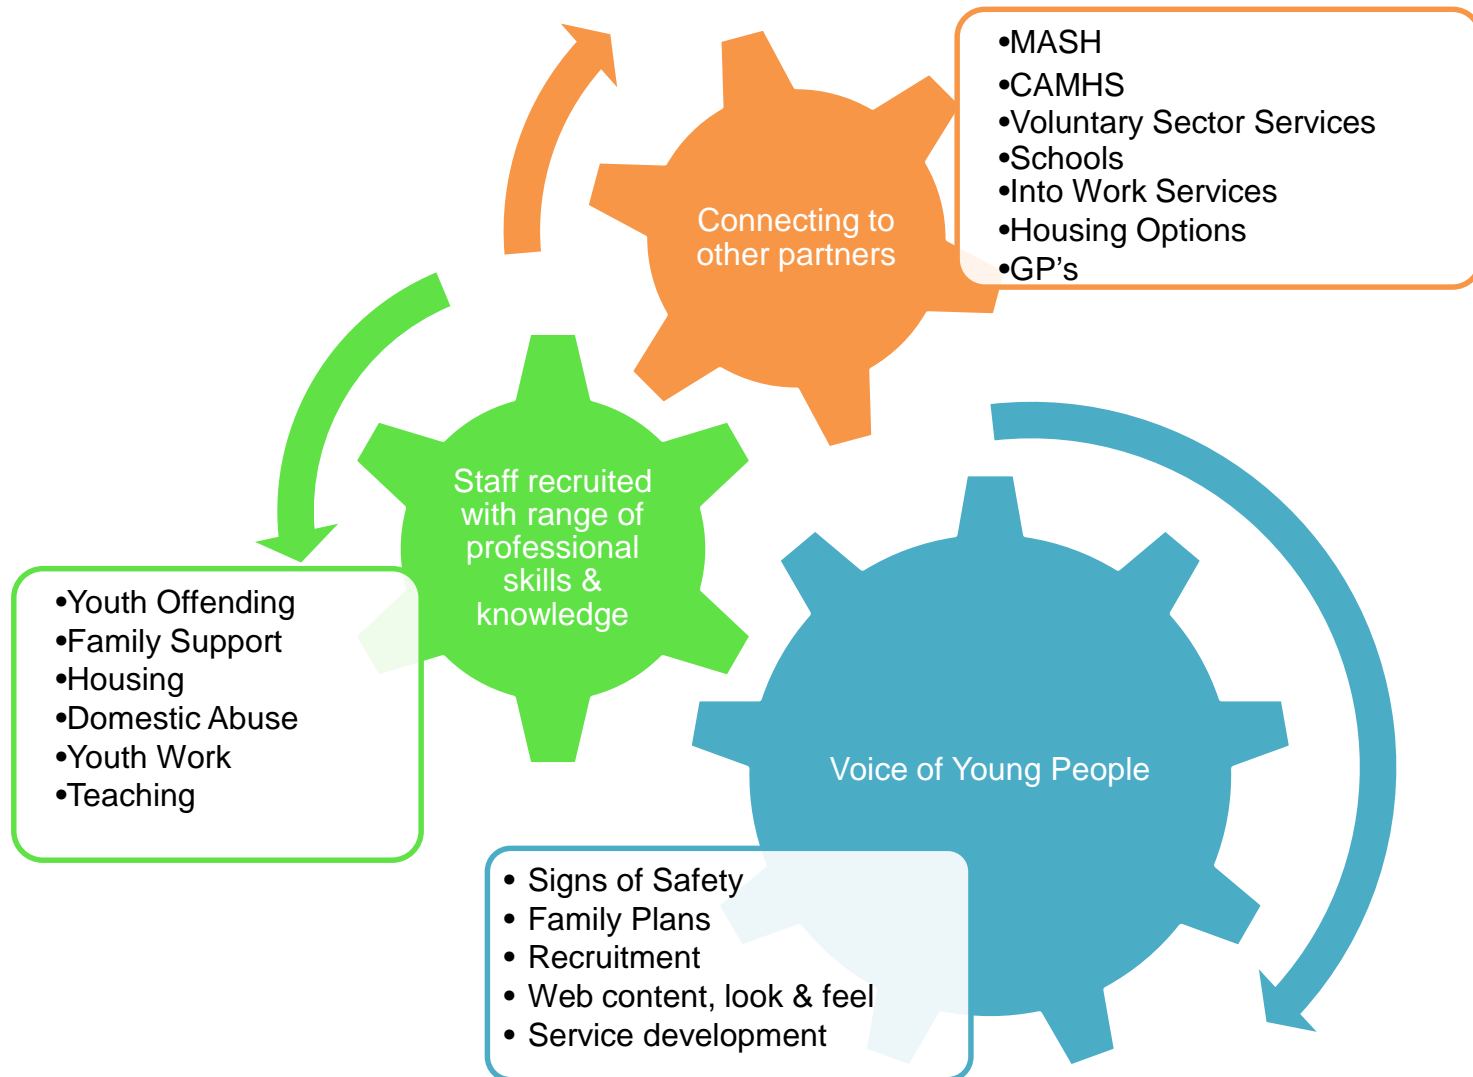 •MASH
•CAMHS
•Voluntary Sector Services
•Schools
•Into Work Services
•Housing Options
•GP’s
Connecting to
other partners
Staff recruited
with range of
professional
skills &
knowledge
•Youth Offending
•Family Support
•Housing
•Domestic Abuse
•Youth Work
•Teaching
Voice of Young People
• Signs of Safety
• Family Plans
• Recruitment
• Web content, look & feel
• Service development